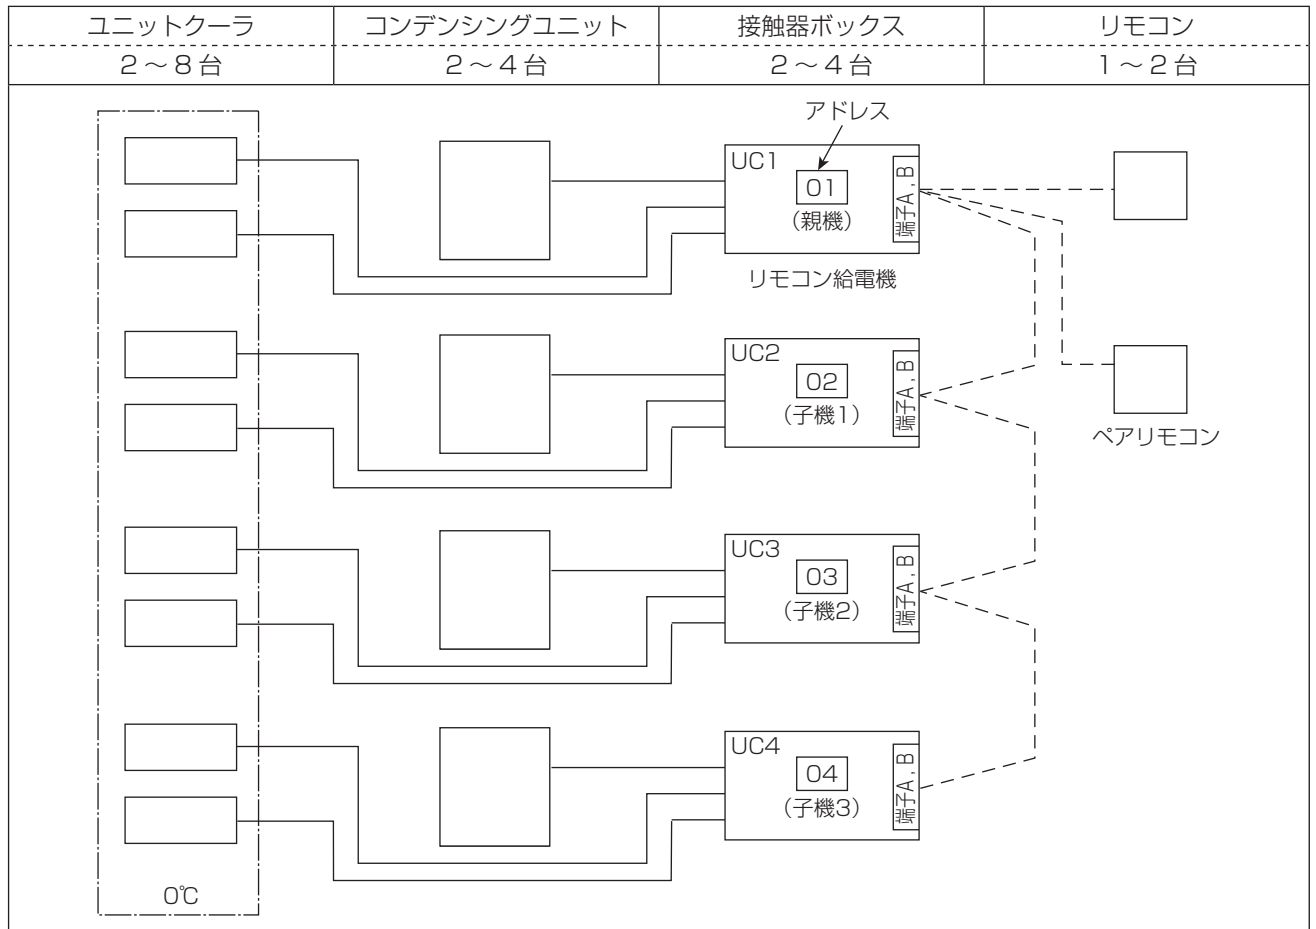 ユニットクーラ
コンデンシングユニット
接触器ボックス
リモコン
2～8台
2～4台
2～4台
1～2台
アドレス
UC1
01
(親機)
端子A, B
リモコン給電機
UC2
02
(子機1)
端子A, B
ペアリモコン
UC3
03
(子機2)
端子A, B
UC4
04
(子機3)
端子A, B
0℃